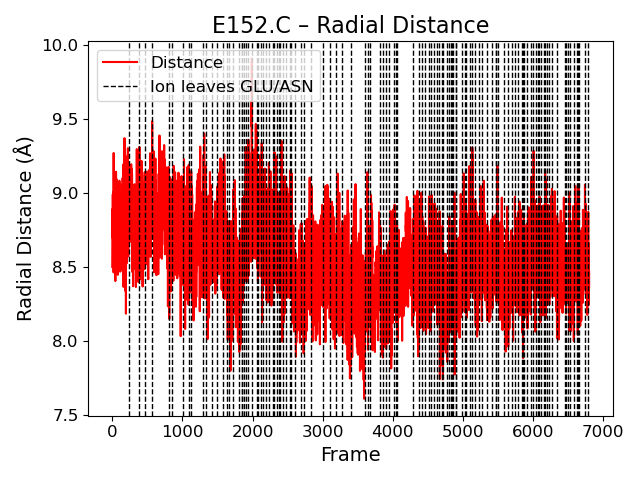 E152.C – Radial Distance
Distance
Ion leaves GLU/ASN
Radial Distance (Å)
10.0
9.5
9.0
8.5
8.0
7.5
0 1000 2000 3000 4000 5000 6000 7000
Frame